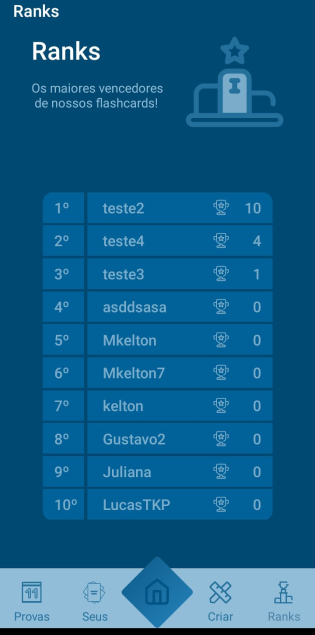 Ranks
Ranks
Os maiores vencedores
de nossos flashcards!
1º teste2 10
2º teste4 4
3º teste3 1
4º asddsasa 0
5º Mkelton 0
6º Mkelton7 0
7º kelton 0
8º Gustavo2 0
9º Juliana 0
10º LucasTKP 0
Provas Seus Criar Ranks